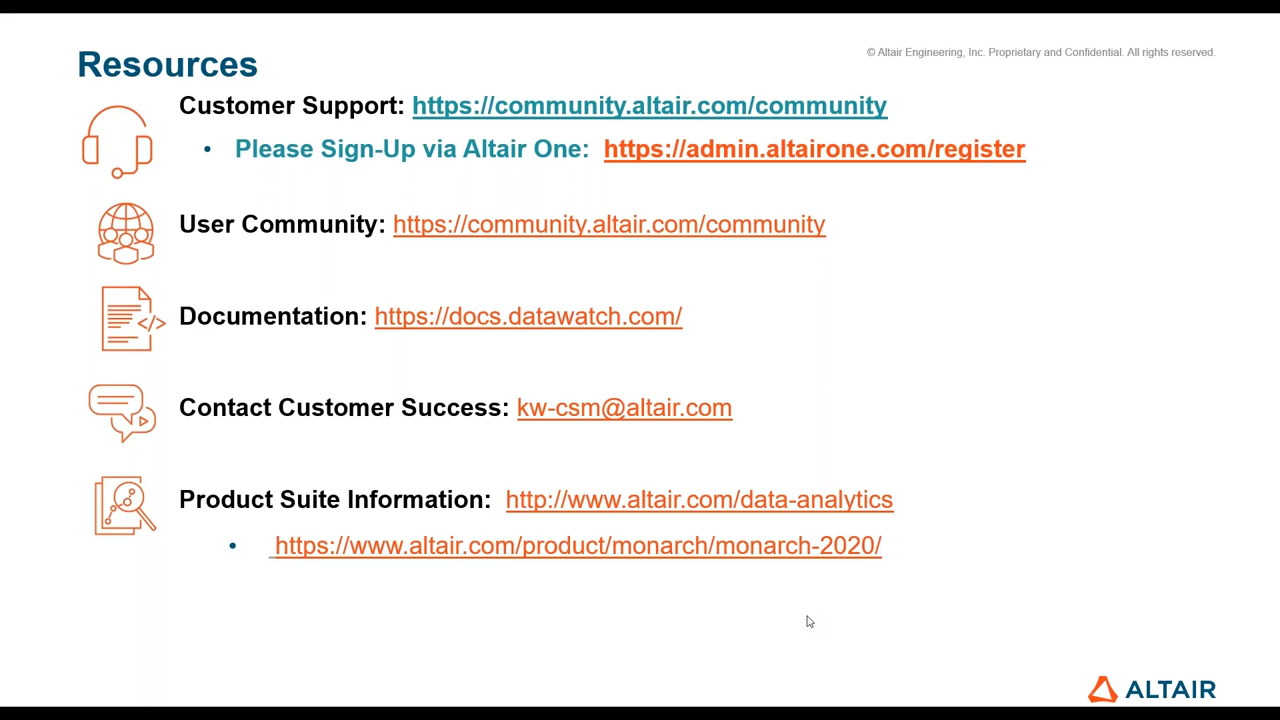 © Altair Engineering, Inc. Proprietary and Confidential. All rights reserved.
Resources
Customer Support: https://community.altair.com/community
• Please Sign-Up via Altair One: https://admin.altairone.com/register
User Community: https://community.altair.com/community
</>
Documentation: https://docs.datawatch.com/
Contact Customer Success: kw-csm@altair.com
Product Suite Information: http://www.altair.com/data-analytics
• https://www.altair.com/product/monarch/monarch-2020/
ALTAIR